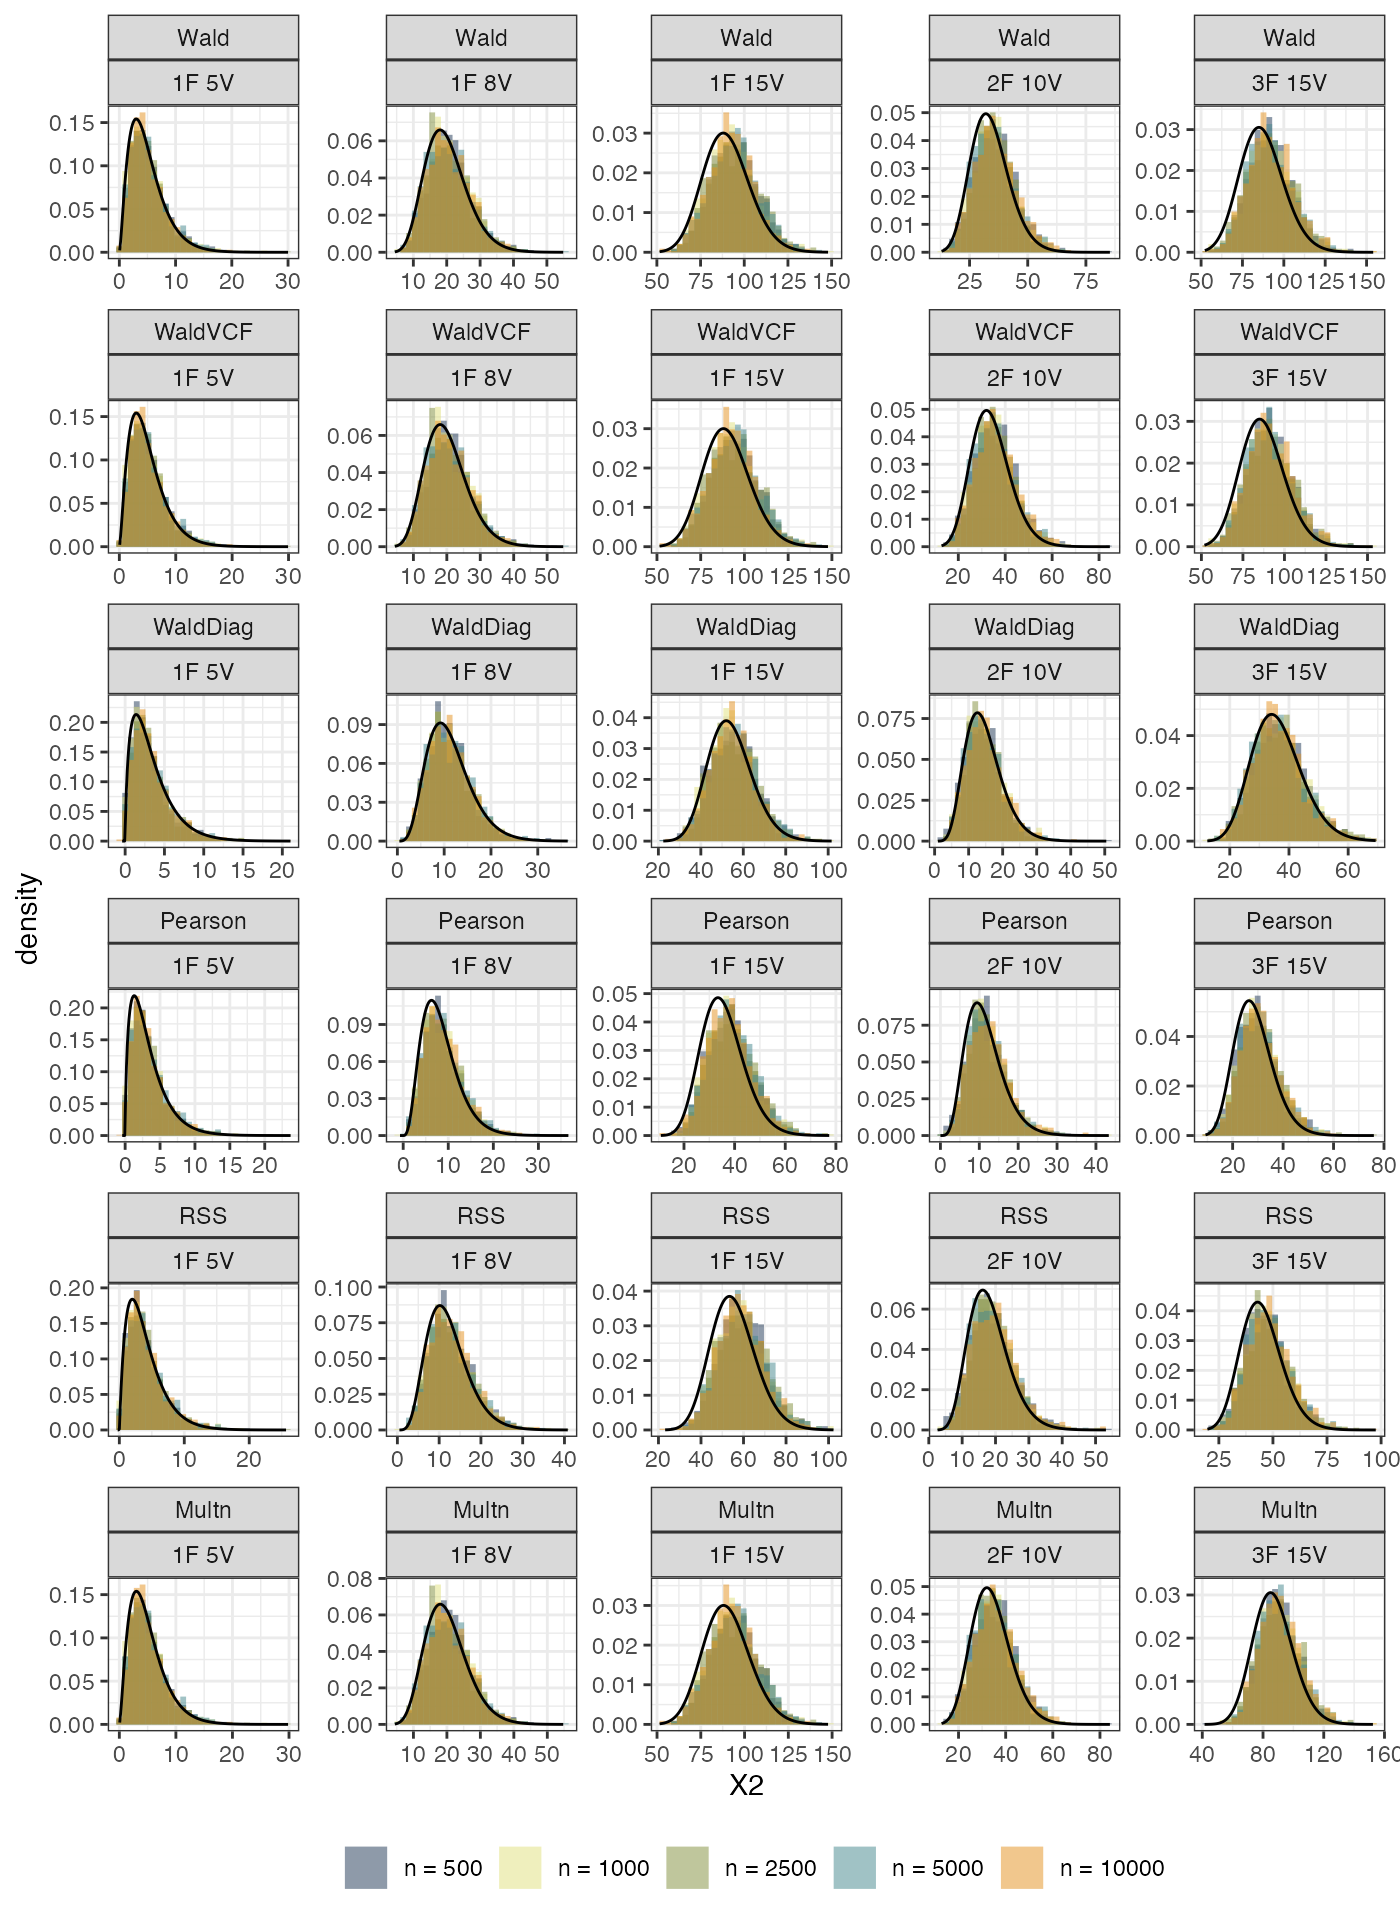 Wald Wald Wald Wald Wald
1F 5V 1F 8V 1F 15V 2F 10V 3F 15V
0.15 0.10 0.05 0.00 0.06 0.04 0.02 0.00 0.03 0.02 0.01 0.00 0.05 0.04 0.03 0.02 0.01 0.00 0.03 0.02 0.01 0.00
0 10 20 30 10 20 30 40 50 50 75 100 125 150 25 50 75 50 75 100 125 150
WaldVCF WaldVCF WaldVCF WaldVCF WaldVCF
1F 5V 1F 8V 1F 15V 2F 10V 3F 15V
0.15 0.10 0.05 0.00 0.06 0.04 0.02 0.00 0.03 0.02 0.01 0.00 0.05 0.04 0.03 0.02 0.01 0.00 0.03 0.02 0.01 0.00
0 10 20 30 10 20 30 40 50 50 75 100 125 150 20 40 60 80 50 75 100 125 150
WaldDiag WaldDiag WaldDiag WaldDiag WaldDiag
1F 5V 1F 8V 1F 15V 2F 10V 3F 15V
0.20 0.15 0.10 0.05 0.00 0.09 0.06 0.03 0.00 0.04 0.03 0.02 0.01 0.00 0.075 0.050 0.025 0.000 0.04 0.02 0.00
0 5 10 15 20 0 10 20 30 20 40 60 80 100 0 10 20 30 40 50 20 40 60
density
Pearson Pearson Pearson Pearson Pearson
1F 5V 1F 8V 1F 15V 2F 10V 3F 15V
0.20 0.15 0.10 0.05 0.00 0.09 0.06 0.03 0.00 0.05 0.04 0.03 0.02 0.01 0.00 0.075 0.050 0.025 0.000 0.04 0.02 0.00
0 5 10 15 20 0 10 20 30 20 40 60 80 0 10 20 30 40 20 40 60 80
RSS RSS RSS RSS RSS
1F 5V 1F 8V 1F 15V 2F 10V 3F 15V
0.20 0.15 0.10 0.05 0.00 0.100 0.075 0.050 0.025 0.000 0.04 0.03 0.02 0.01 0.00 0.06 0.04 0.02 0.00 0.04 0.03 0.02 0.01 0.00
0 10 20 0 10 20 30 40 20 40 60 80 100 0 10 20 30 40 50 25 50 75 100
Multn Multn Multn Multn Multn
1F 5V 1F 8V 1F 15V 2F 10V 3F 15V
0.15 0.10 0.05 0.00 0.08 0.06 0.04 0.02 0.00 0.03 0.02 0.01 0.00 0.05 0.04 0.03 0.02 0.01 0.00 0.03 0.02 0.01 0.00
0 10 20 30 10 20 30 40 50 50 75 100 125 150 20 40 60 80 40 80 120 160
X2
n = 500 n = 1000 n = 2500 n = 5000 n = 10000